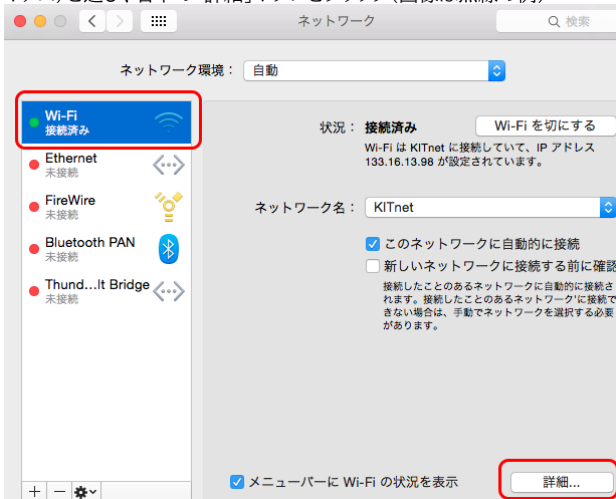 ネットワーク
検索
ネットワーク環境： 自動
Wi-Fi
接続済み
Ethernet
未接続
FireWire
未接続
Bluetooth PAN
未接続
Thund…lt Bridge
未接続
状況： 接続済み
Wi-Fi を切にする
Wi-Fi は KITnet に接続していて、IP アドレス
133.16.13.98 が設定されています。
ネットワーク名： KITnet
このネットワークに自動的に接続
新しいネットワークに接続する前に確認
接続したことのあるネットワークに自動的に接続さ
れます。接続したことのあるネットワークに接続で
きない場合は、手動でネットワークを選択する必要
があります。
メニューバーに Wi-Fi の状況を表示
詳細...